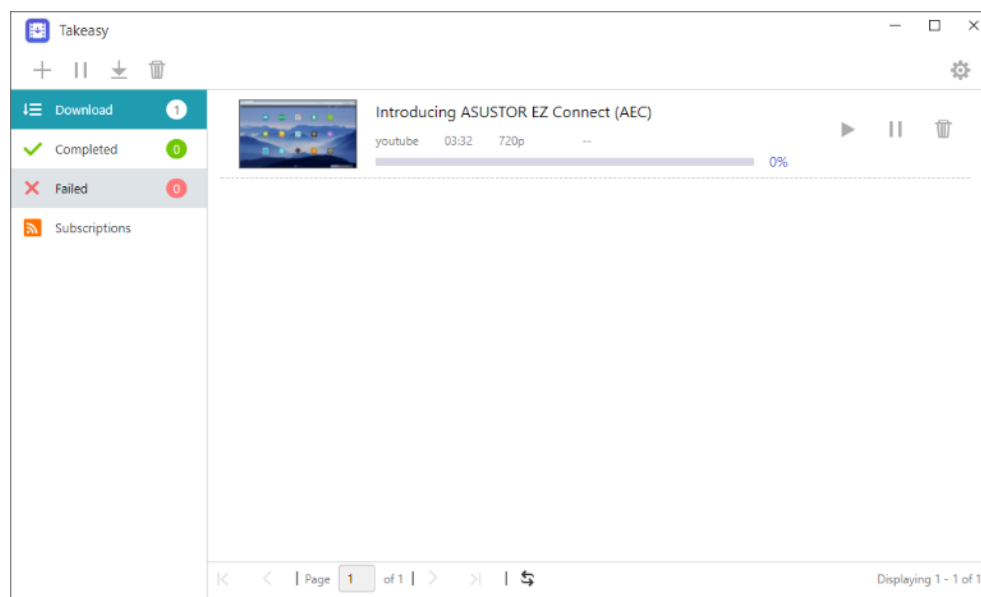 Takeasy
Download 1
Completed 0
Failed 0
Subscriptions
Introducing ASUSTOR EZ Connect (AEC)
youtube 03:32 720p --
0%
Page 1 of 1
Displaying 1 - 1 of 1